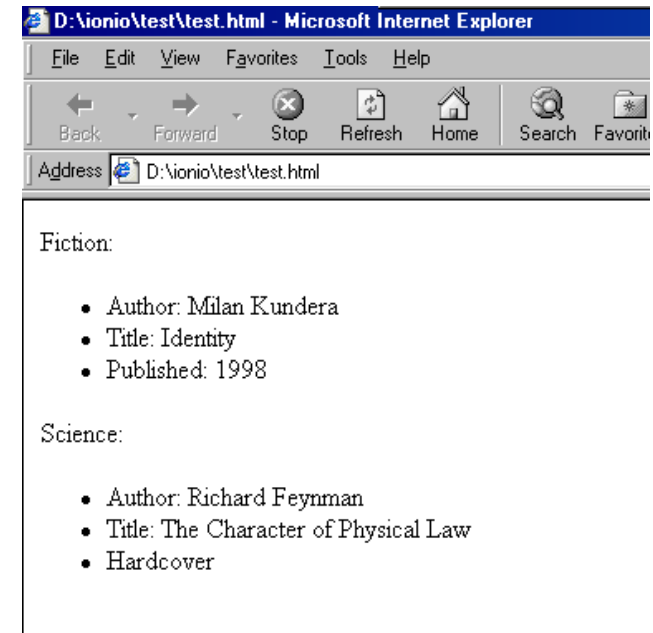 D:\ionio\test\test.html - Microsoft Internet Explorer
File Edit View Favorites Tools Help
Back Forward Stop Refresh Home Search Favorite
Address D:\ionio\test\test.html
Fiction:
• Author: Milan Kundera
• Title: Identity
• Published: 1998
Science:
• Author: Richard Feynman
• Title: The Character of Physical Law
• Hardcover